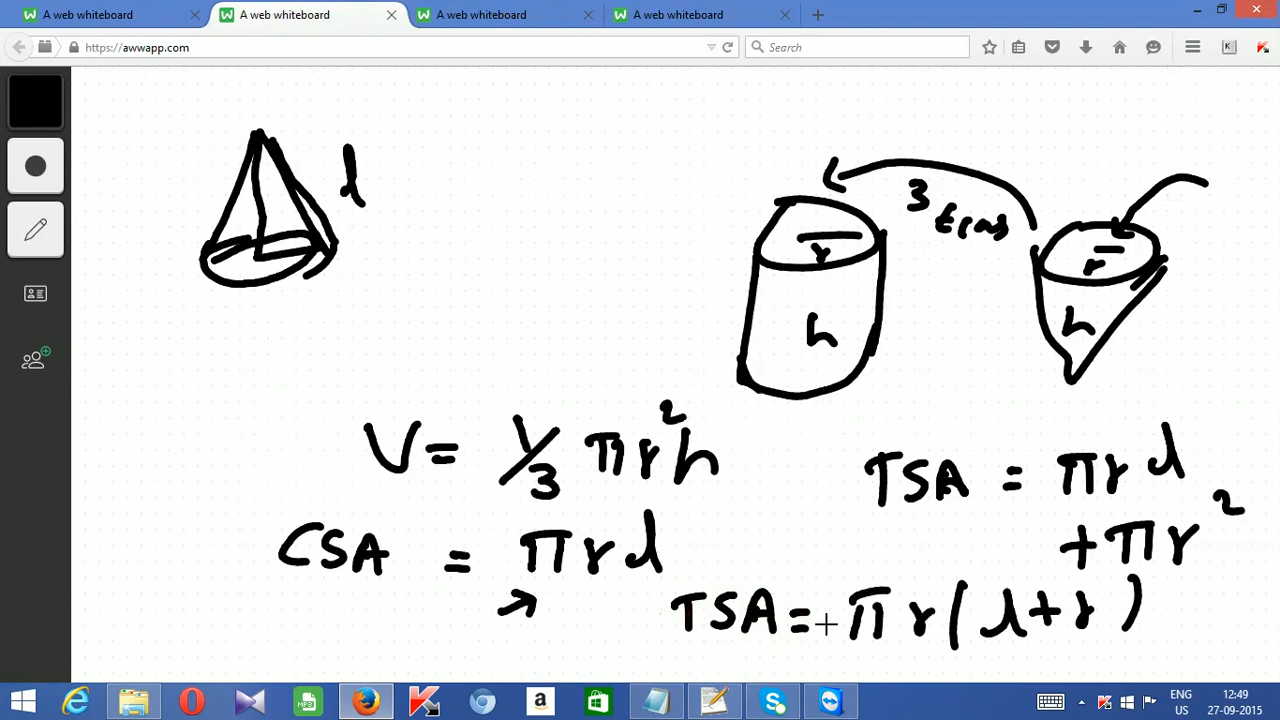 A web whiteboard
A web whiteboard
A web whiteboard
A web whiteboard
https://awwapp.com
Search
l
3 times
r
r
h
h
V = 1/3 πr²h
TSA = πrl
+ πr²
CSA = πrl
TSA = πr(l+r)
MP3
a
ENG
US
12:49
27-09-2015